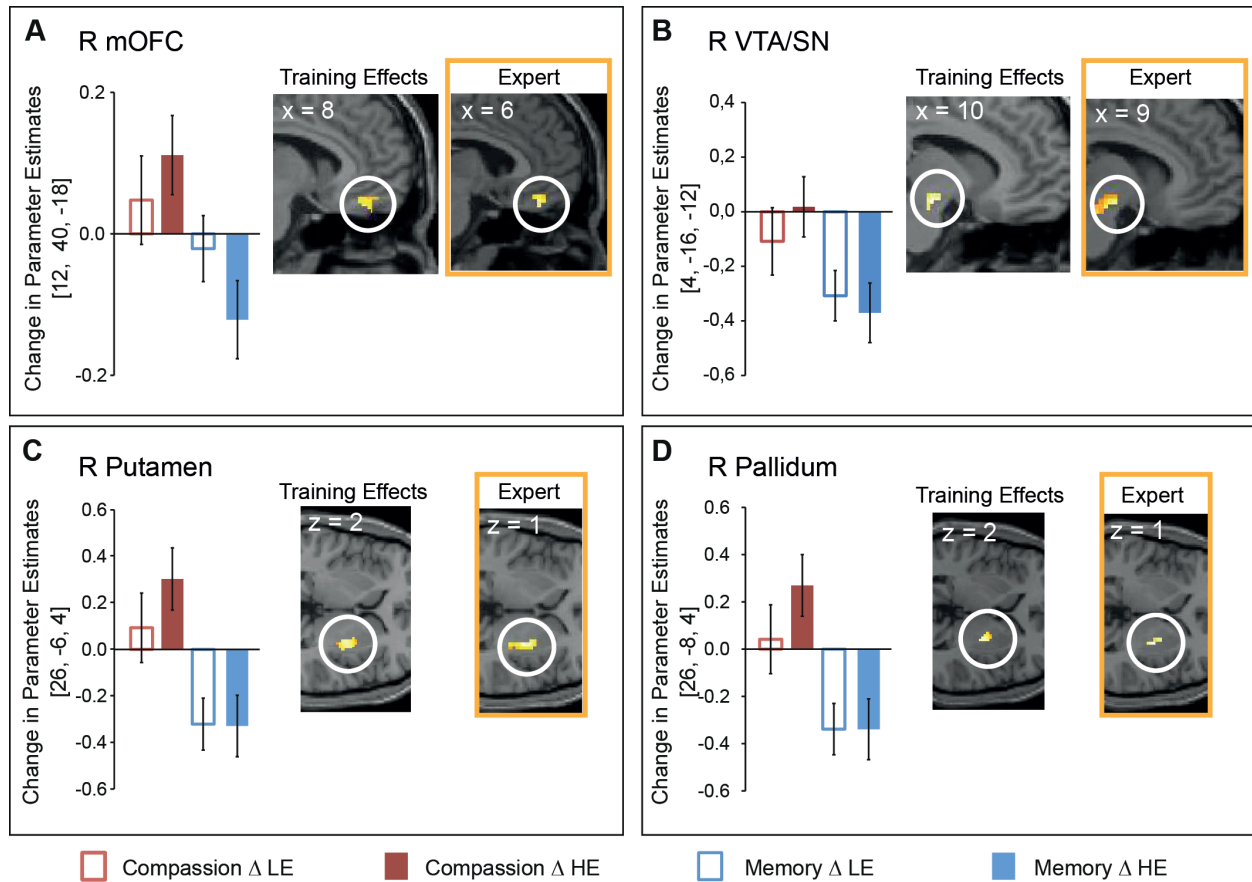 A R mOFC
Training Effects
Expert
x = 8
x = 6
Change in Parameter Estimates
[12, 40, -18]
0.2
0.0
-0.2
B R VTA/SN
Training Effects
Expert
x = 10
x = 9
Change in Parameter Estimates
[4, -16, -12]
0,4
0,2
0,0
-0,2
-0,4
-0,6
C R Putamen
Training Effects
Expert
z = 2
z = 1
Change in Parameter Estimates
[26, -6, 4]
0.6
0.4
0.2
0.0
-0.2
-0.4
-0.6
D R Pallidum
Training Effects
Expert
z = 2
z = 1
Change in Parameter Estimates
[26, -8, 4]
0.6
0.4
0.2
0.0
-0.2
-0.4
-0.6
Compassion Δ LE
Compassion Δ HE
Memory Δ LE
Memory Δ HE